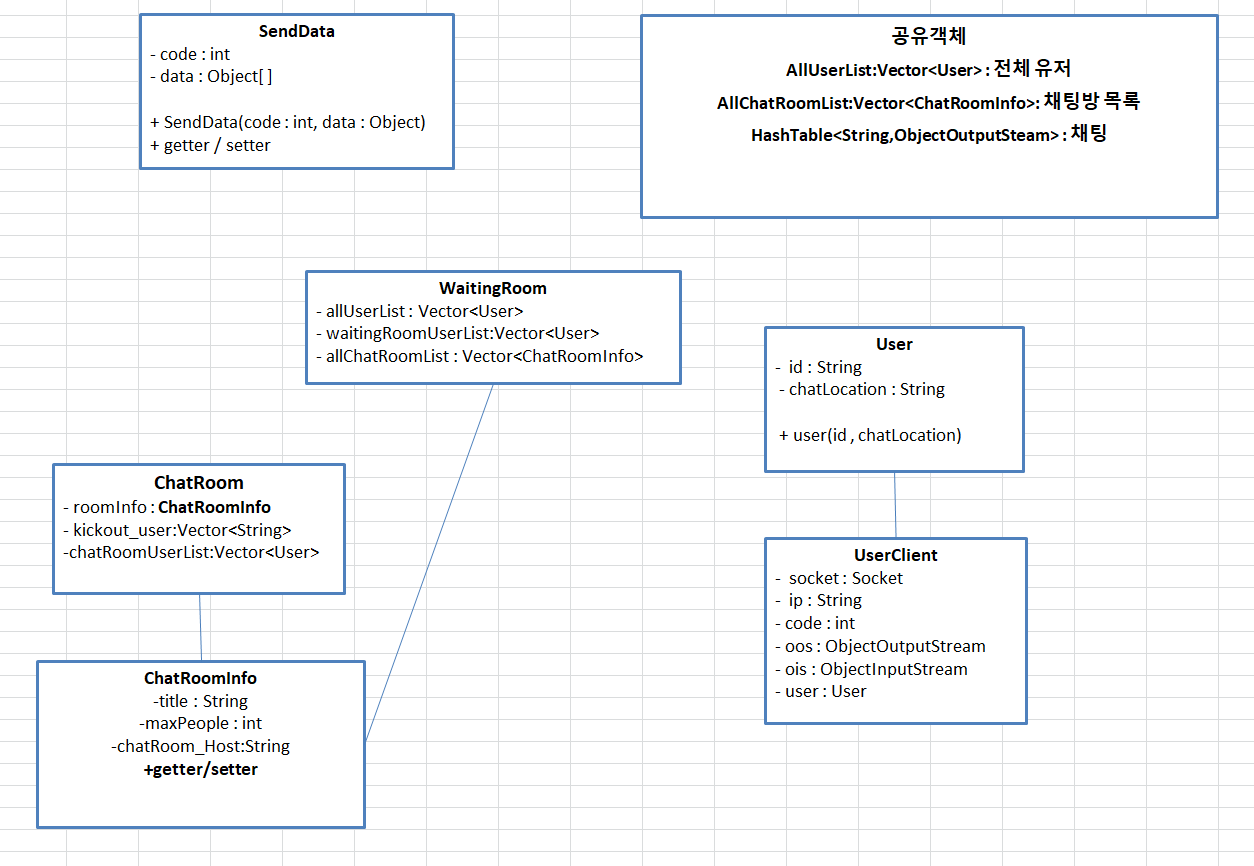 SendData
- code : int
- data : Object[ ]
+ SendData(code : int, data : Object)
+ getter / setter
공유객체
AllUserList:Vector<User> : 전체 유저
AllChatRoomList:Vector<ChatRoomInfo>: 채팅방 목록
HashTable<String,ObjectOutputSteam> : 채팅
WaitingRoom
- allUserList : Vector<User>
- waitingRoomUserList:Vector<User>
- allChatRoomList : Vector<ChatRoomInfo>
User
- id : String
- chatLocation : String
+ user(id , chatLocation)
ChatRoom
- roomInfo : ChatRoomInfo
- kickout_user:Vector<String>
-chatRoomUserList:Vector<User>
UserClient
- socket : Socket
- ip : String
- code : int
- oos : ObjectOutputStream
- ois : ObjectInputStream
- user : User
ChatRoomInfo
-title : String
-maxPeople : int
-chatRoom_Host:String
+getter/setter